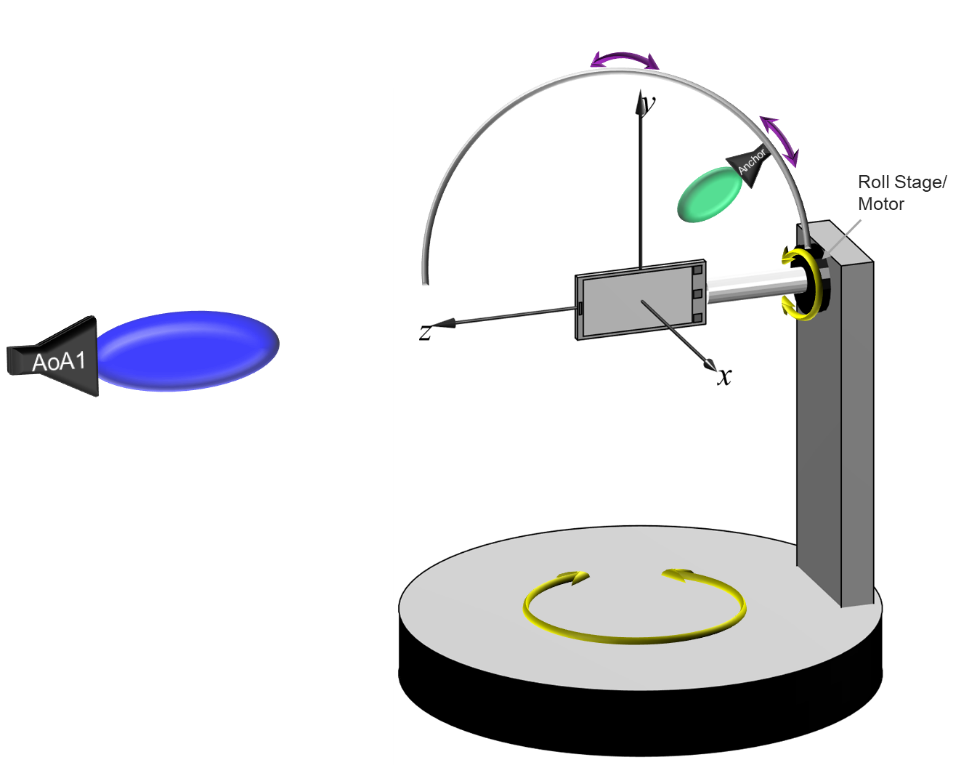 y
Anchor
Roll Stage/
Motor
z
x
AoA1